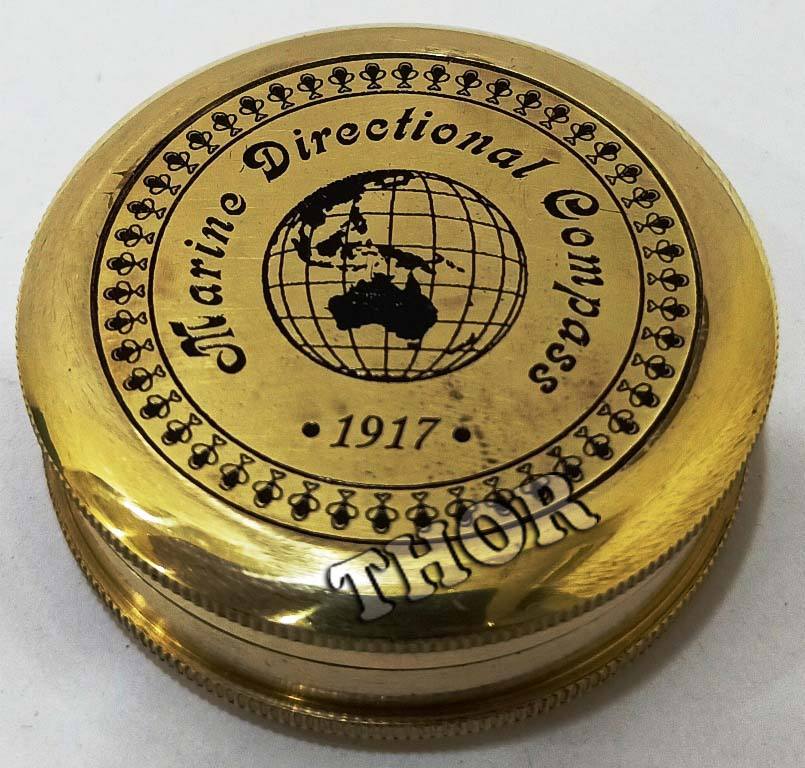 Marine Directional Compass
• 1917 •
THOR